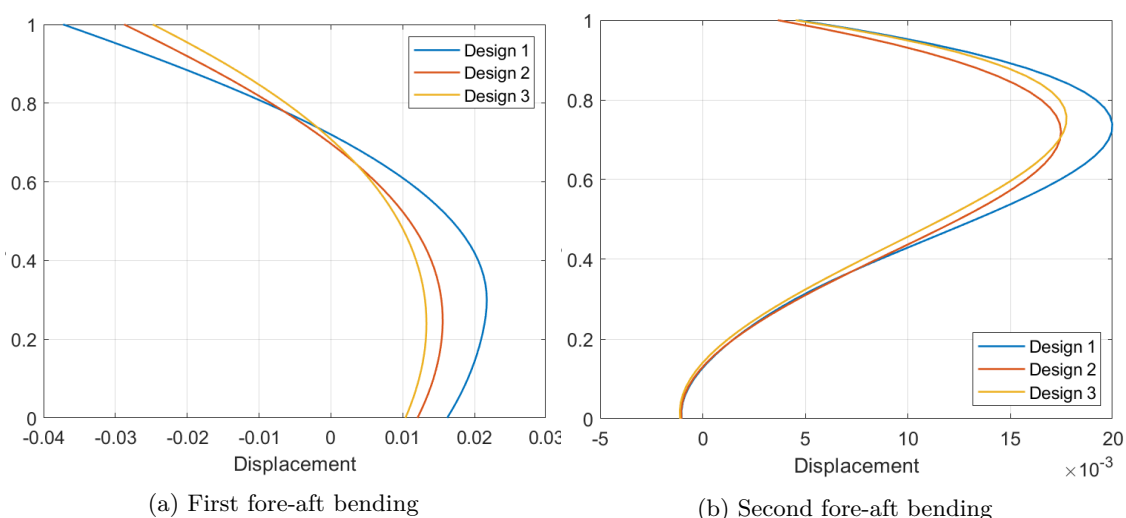 1
0.8
0.6
0.4
0.2
0
-0.04
-0.03
-0.02
-0.01
0
0.01
0.02
0.03
Displacement
Design 1
Design 2
Design 3
(a) First fore-aft bending
1
0.8
0.6
0.4
0.2
0
-5
0
5
10
15
20
Displacement
×10⁻³
Design 1
Design 2
Design 3
(b) Second fore-aft bending